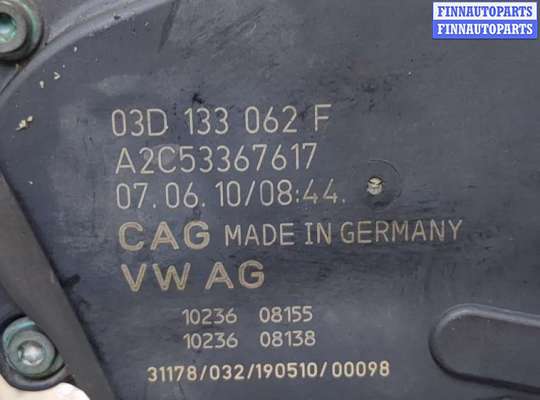 FINNAUTOPARTS
FINNAUTOPARTS
03D 133 062 F
A2C53367617
07.06.10/08:44.
CAG MADE IN GERMANY
VW AG
10236 08155
10236 08138
31178/032/190510/00098